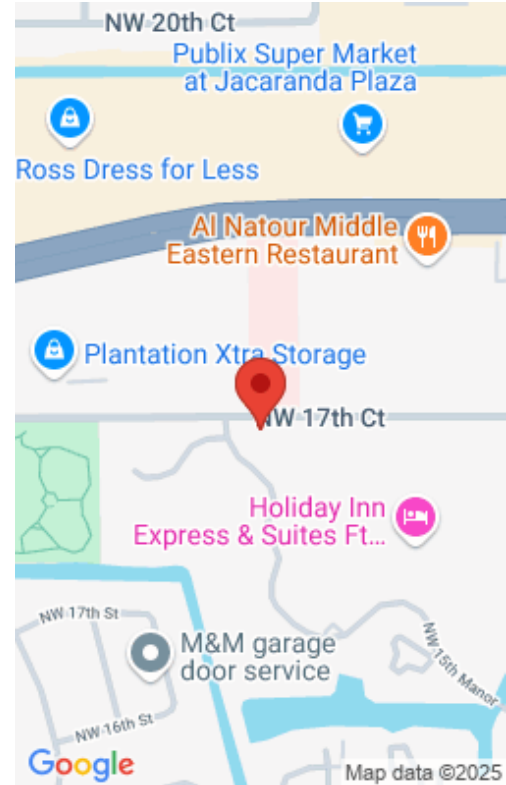 NW 20th Ct
Publix Super Market
at Jacaranda Plaza
Ross Dress for Less
Al Natour Middle
Eastern Restaurant
Plantation Xtra Storage
NW 17th Ct
Holiday Inn
Express & Suites Ft...
NW 17th St
M&M garage
door service
NW 15th Manor
NW 16th St
Google
Map data ©2025